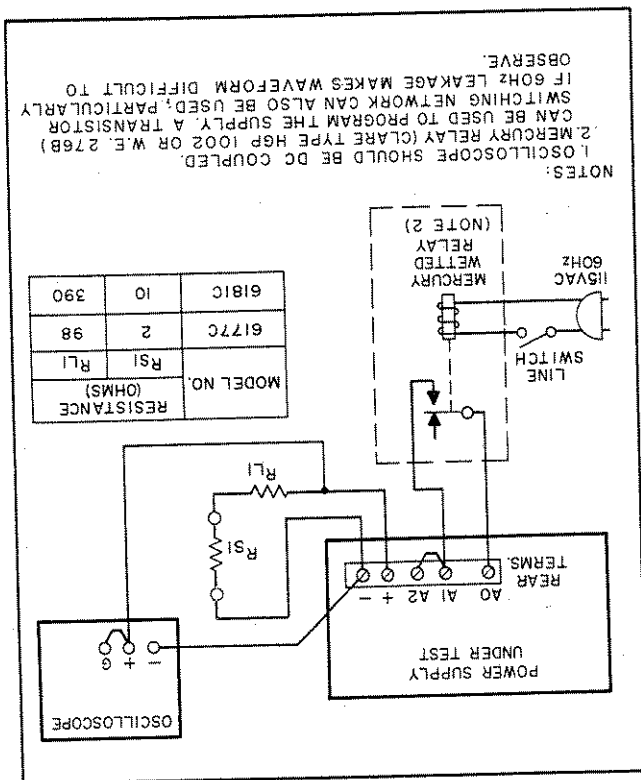 POWER SUPPLY
UNDER TEST
REAR
TERMS.
A0 A1 A2 + -
OSCILLOSCOPE
- + G
RS1
RL1
LINE
SWITCH
115VAC
60Hz
MERCURY
WETTED
RELAY
(NOTE 2)
MODEL NO. RESISTANCE
(OHMS)
RS1 RL1
6177C 2 98
6181C 10 390
NOTES:
1. OSCILLOSCOPE SHOULD BE DC COUPLED.
2. MERCURY RELAY (CLARE TYPE HGP 1002 OR W.E. 276B)
CAN BE USED TO PROGRAM THE SUPPLY. A TRANSISTOR
SWITCHING NETWORK CAN ALSO BE USED, PARTICULARLY
IF 60Hz LEAKAGE MAKES WAVEFORM DIFFICULT TO
OBSERVE.